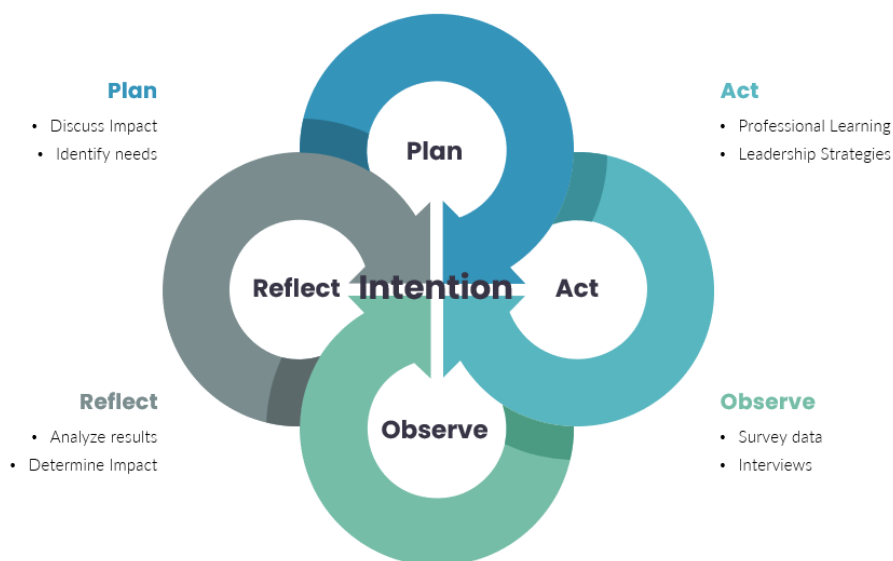 Plan
• Discuss Impact
• Identify needs
Act
• Professional Learning
• Leadership Strategies
Plan
Reflect
Intention
Act
Observe
Reflect
• Analyze results
• Determine Impact
Observe
• Survey data
• Interviews